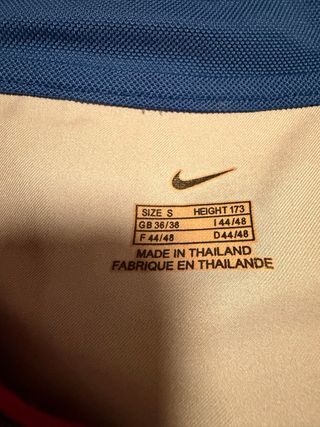 SIZE S HEIGHT 173
GB 36/38 I 44/48
F 44/48 D 44/48
MADE IN THAILAND
FABRIQUE EN THAILANDE